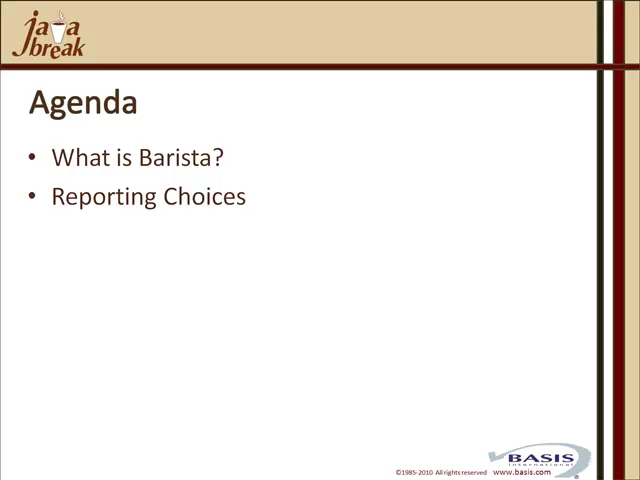 java
break
Agenda
• What is Barista?
• Reporting Choices
BASIS
international
©1985-2010 All rights reserved www.basis.com